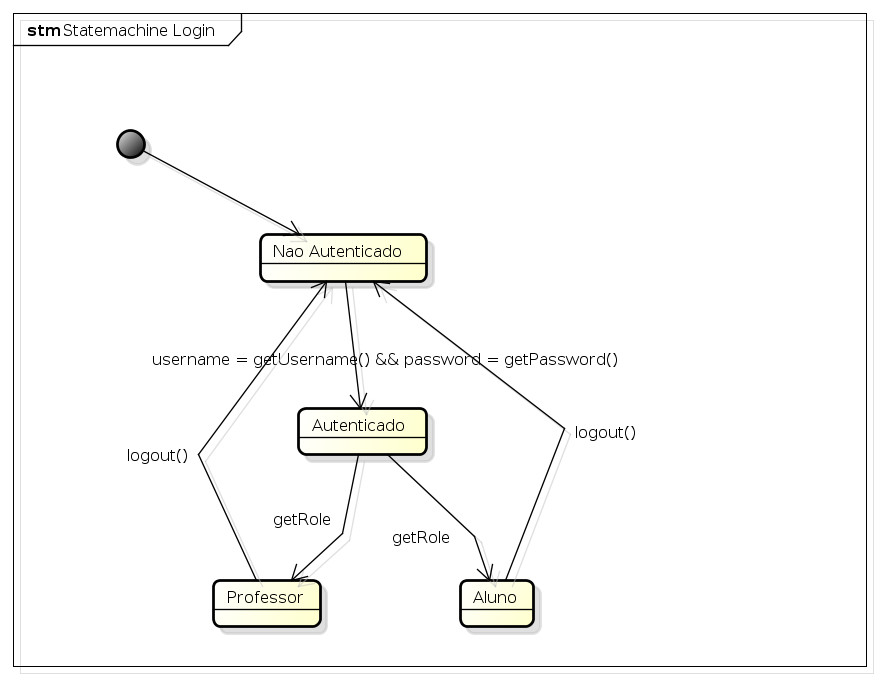 stm Statemachine Login
Nao Autenticado
username = getUsername() && password = getPassword()
Autenticado
logout()
logout()
getRole
getRole
Professor
Aluno